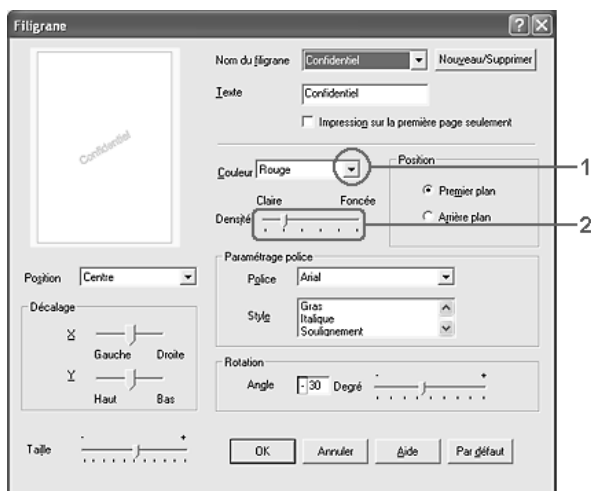 Filigrane
Confidentiel
Nom du filigrane Confidentiel Nouveau/Supprimer
Texte Confidentiel
Impression sur la première page seulement
Couleur Rouge
1
Claire Foncée
Densité
2
Position
Premier plan
Arrière plan
Position Centre
Décalage
X
Gauche Droite
Y
Haut Bas
Taille - +
Paramétrage police
Police Arial
Style Gras
Italique
Soulignement
Rotation
Angle -30 Degré - +
OK Annuler Aide Par défaut